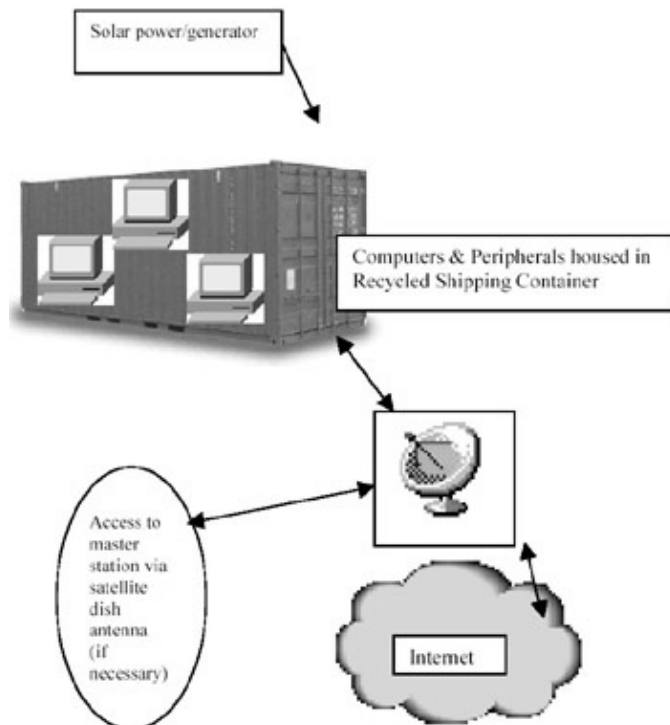 Solar power/generator
Computers & Peripherals housed in
Recycled Shipping Container
Access to
master
station via
satellite
dish
antenna
(if
necessary)
Internet